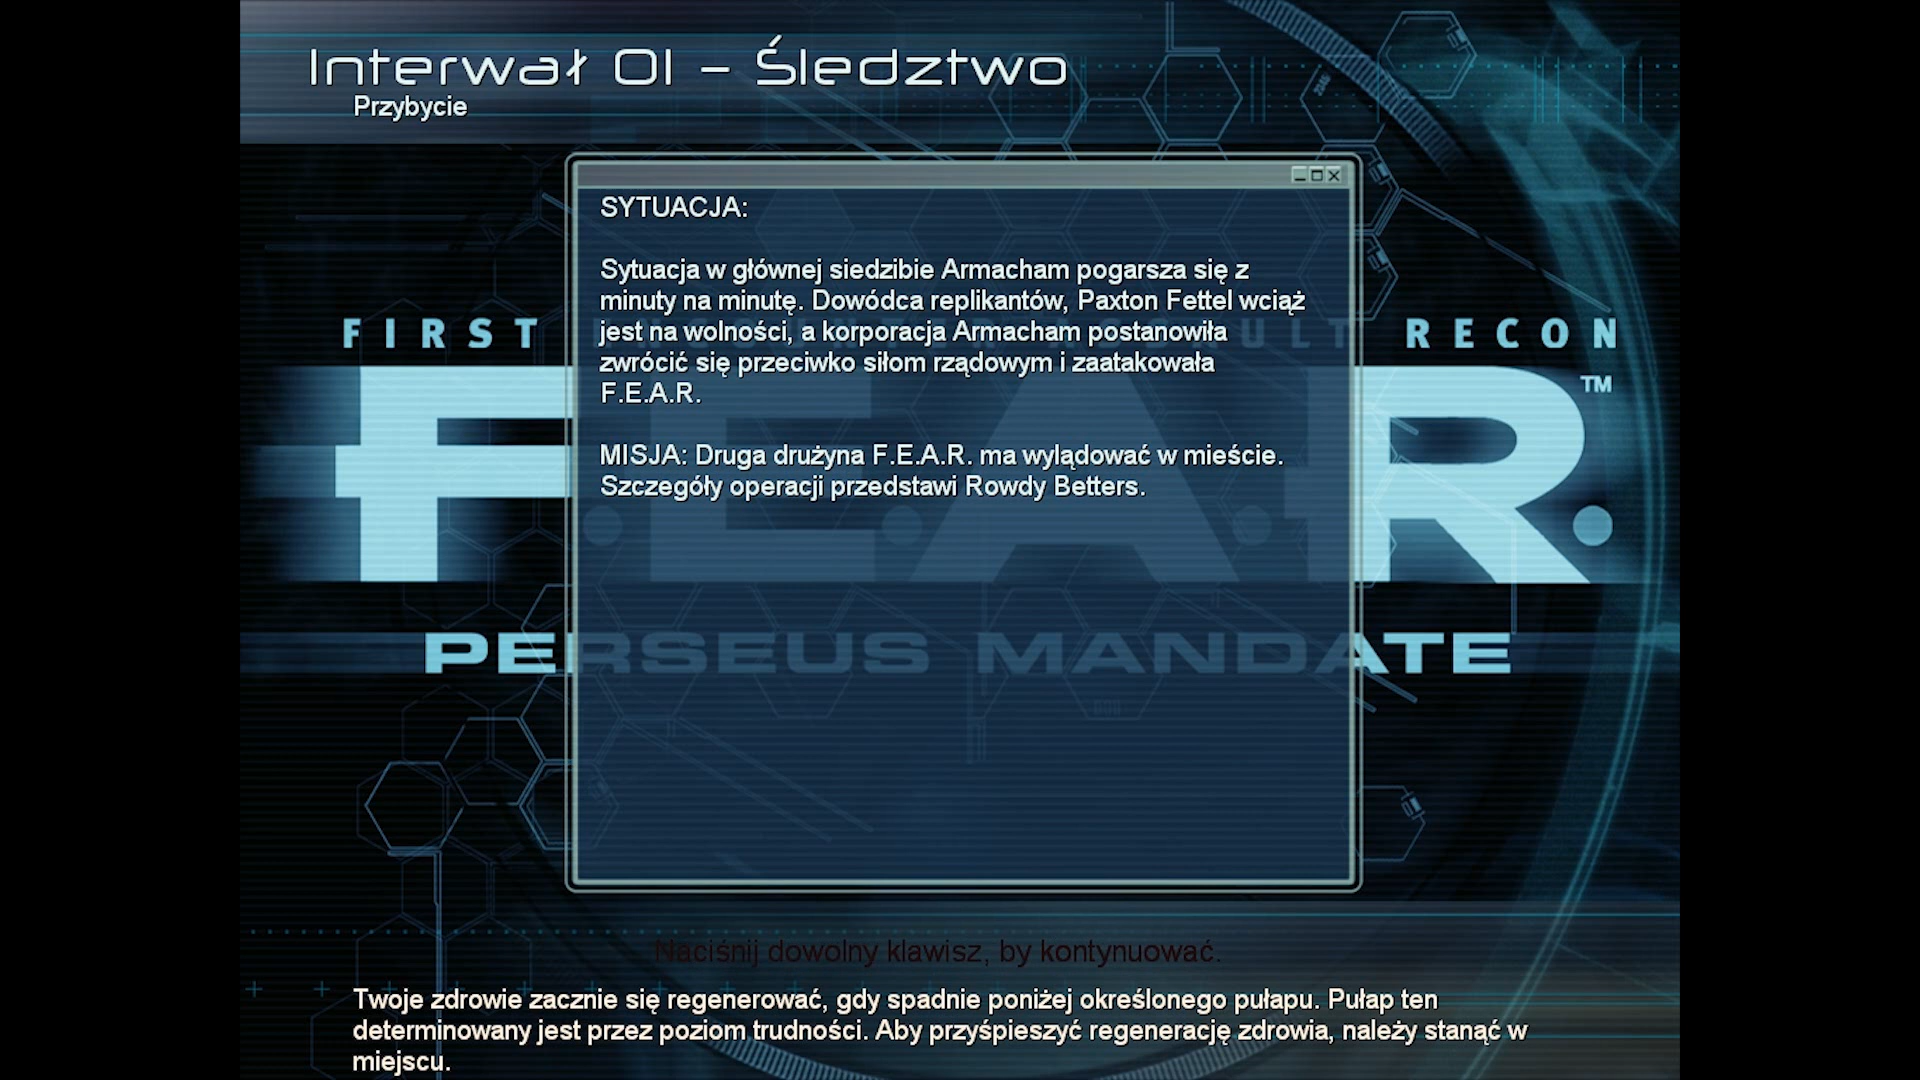 Interwał 01 - Śledztwo
Przybycie
SYTUACJA:
Sytuacja w głównej siedzibie Armacham pogarsza się z
minuty na minutę. Dowódca replikantów, Paxton Fettel wciąż
jest na wolności, a korporacja Armacham postanowiła
zwrócić się przeciwko siłom rządowym i zaatakowała
F.E.A.R.
MISJA: Druga drużyna F.E.A.R. ma wylądować w mieście.
Szczegóły operacji przedstawi Rowdy Betters.
FIRST RECON
F.E.A.R.™
PERSEUS MANDATE
Naciśnij dowolny klawisz, by kontynuować.
Twoje zdrowie zacznie się regenerować, gdy spadnie poniżej określonego pułapu. Pułap ten
determinowany jest przez poziom trudności. Aby przyśpieszyć regenerację zdrowia, należy stanąć w
miejscu.